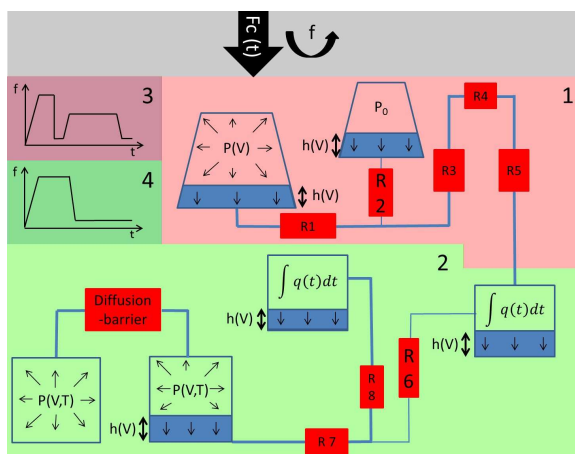 Fc (t)
f
3
f
t
4
f
t
1
P(V)
h(V)
P₀
h(V)
R1
R
2
R3
R4
R5
2
∫ q(t)dt
h(V)
∫ q(t)dt
h(V)
Diffusion
-barrier
P(V,T)
P(V,T)
h(V)
R 7
R
8
R
6